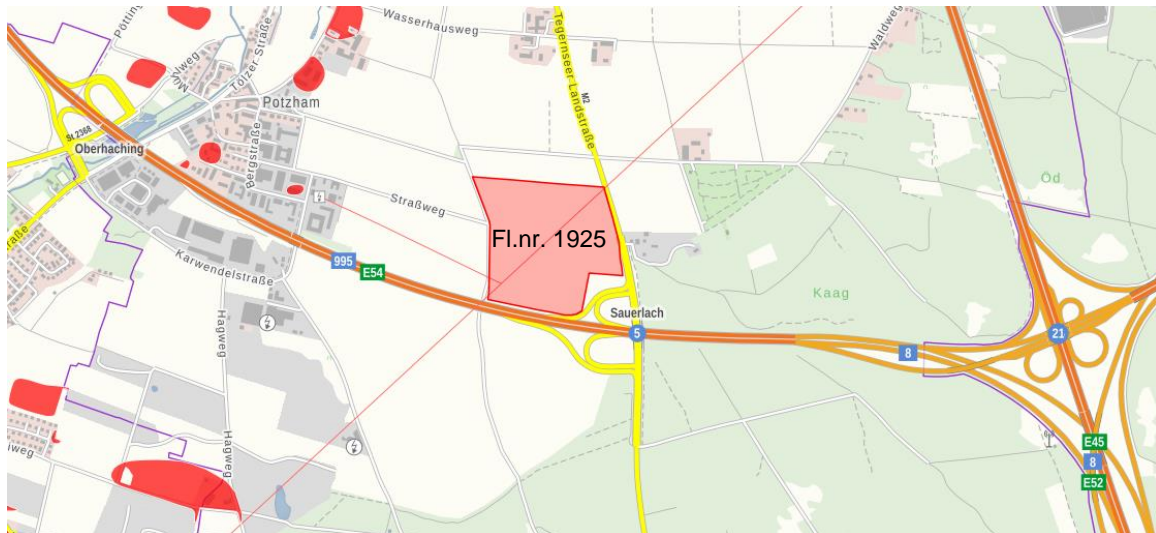 Wasserhausweg
Tegernseer Landstraße
M2
Waldweg
Tölzer Straße
Potzham
St 2368
Oberhaching
Bergstraße
Straßweg
Fl.nr. 1925
Öd
Karwendelstraße
995
E54
Kaag
Sauerlach
5
21
8
Hagweg
Hagweg
E45
8
E52